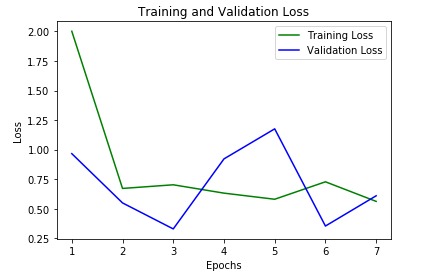 Training and Validation Loss
Training Loss
Validation Loss
2.00
1.75
1.50
1.25
1.00
0.75
0.50
0.25
Loss
1 2 3 4 5 6 7
Epochs